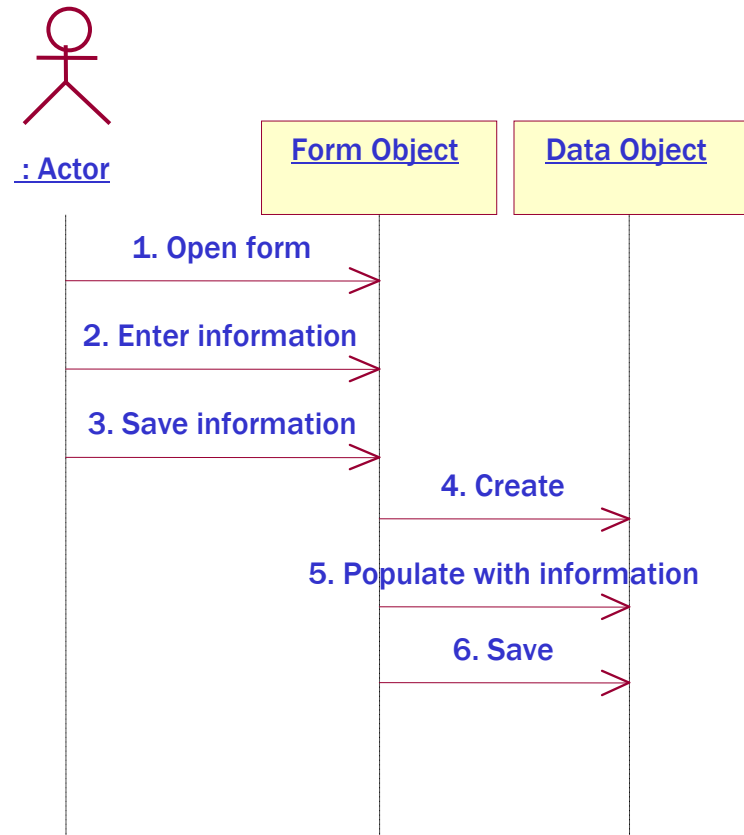 : Actor
Form Object
Data Object
1. Open form
2. Enter information
3. Save information
4. Create
5. Populate with information
6. Save